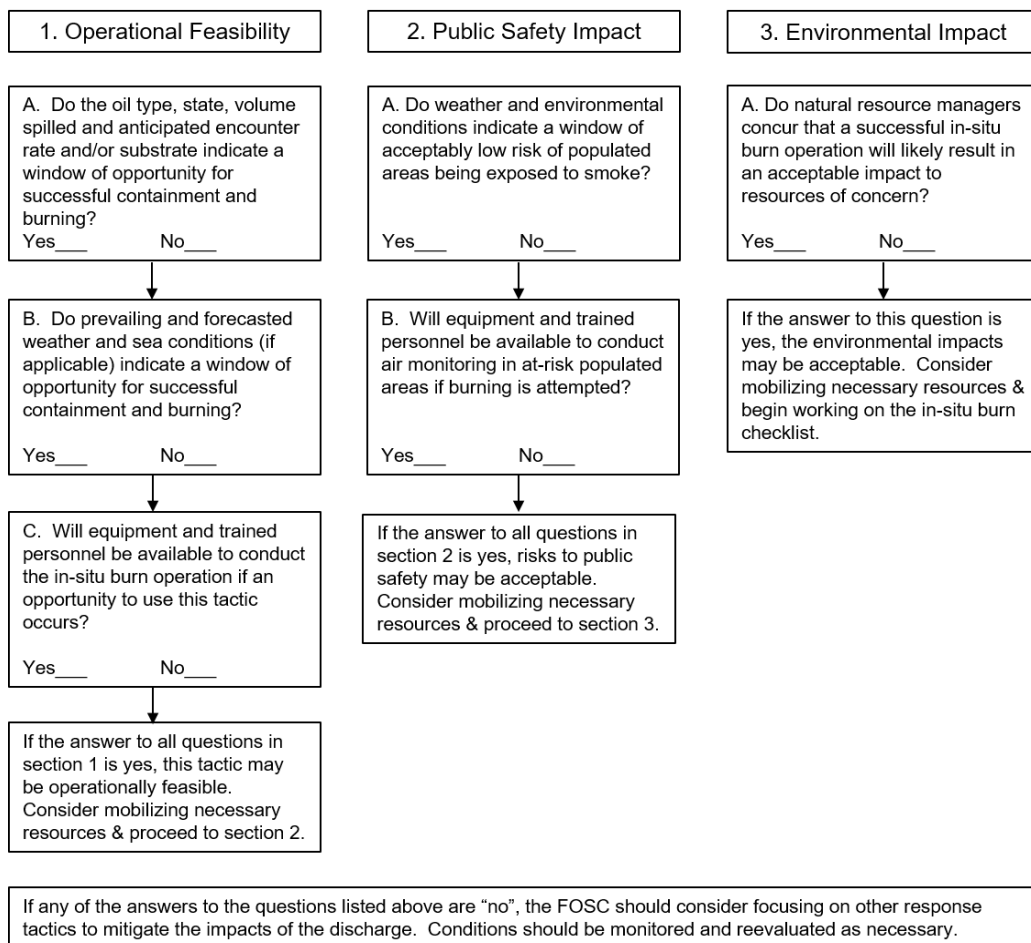 1. Operational Feasibility
A.  Do the oil type, state, volume
spilled and anticipated encounter
rate and/or substrate indicate a
window of opportunity for
successful containment and
burning?
Yes___ No___
B.  Do prevailing and forecasted
weather and sea conditions (if
applicable) indicate a window of
opportunity for successful
containment and burning?
Yes___ No___
C.  Will equipment and trained
personnel be available to conduct
the in-situ burn operation if an
opportunity to use this tactic
occurs?
Yes___ No___
If the answer to all questions in
section 1 is yes, this tactic may
be operationally feasible.
Consider mobilizing necessary
resources & proceed to section 2.
2. Public Safety Impact
A. Do weather and environmental
conditions indicate a window of
acceptably low risk of populated
areas being exposed to smoke?
Yes___ No___
B.  Will equipment and trained
personnel be available to conduct
air monitoring in at-risk populated
areas if burning is attempted?
Yes___ No___
If the answer to all questions in
section 2 is yes, risks to public
safety may be acceptable.
Consider mobilizing necessary
resources & proceed to section 3.
3. Environmental Impact
A. Do natural resource managers
concur that a successful in-situ
burn operation will likely result in
an acceptable impact to
resources of concern?
Yes___ No___
If the answer to this question is
yes, the environmental impacts
may be acceptable.  Consider
mobilizing necessary resources &
begin working on the in-situ burn
checklist.
If any of the answers to the questions listed above are “no”, the FOSC should consider focusing on other response
tactics to mitigate the impacts of the discharge.  Conditions should be monitored and reevaluated as necessary.